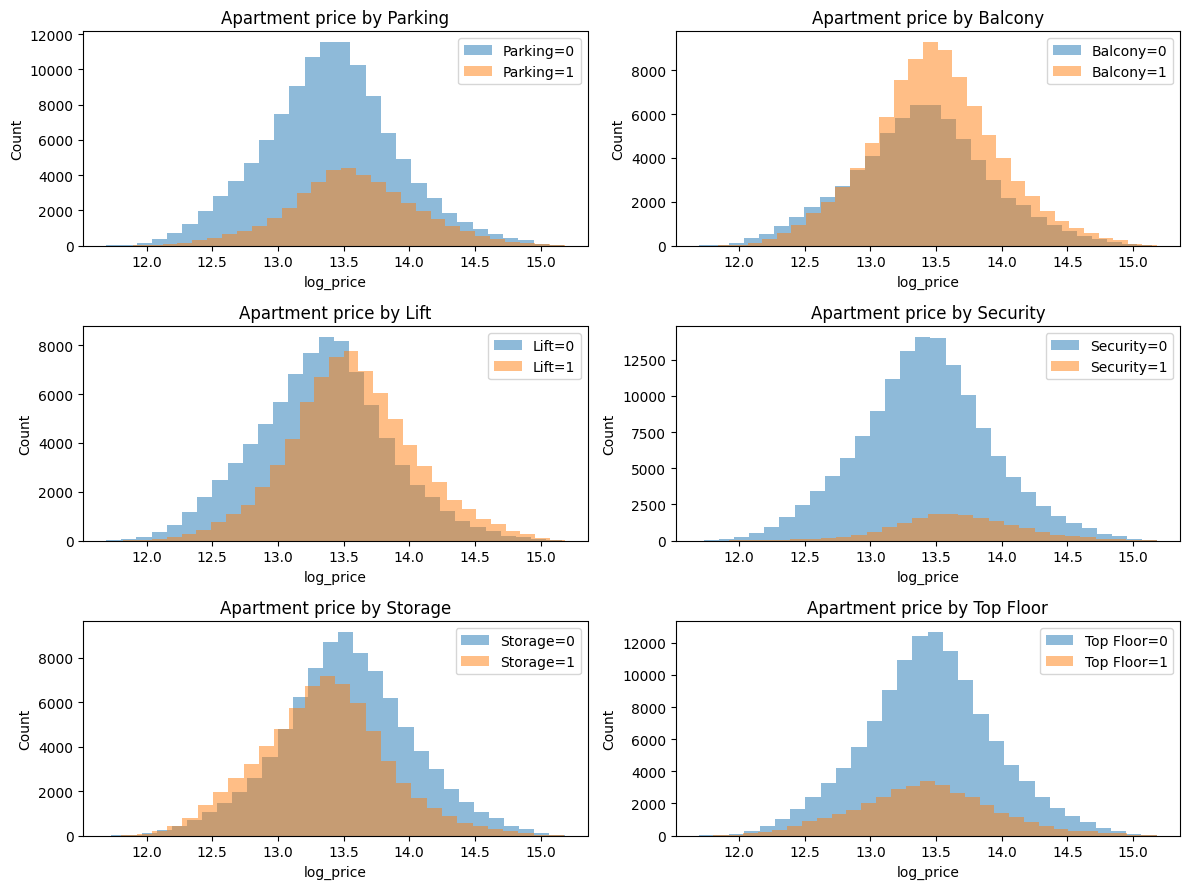 Apartment price by Parking
12000
10000
8000
6000
4000
2000
0
Count
12.0 12.5 13.0 13.5 14.0 14.5 15.0
log_price
Parking=0
Parking=1
Apartment price by Balcony
8000
6000
4000
2000
0
Count
12.0 12.5 13.0 13.5 14.0 14.5 15.0
log_price
Balcony=0
Balcony=1
Apartment price by Lift
8000
6000
4000
2000
0
Count
12.0 12.5 13.0 13.5 14.0 14.5 15.0
log_price
Lift=0
Lift=1
Apartment price by Security
12500
10000
7500
5000
2500
0
Count
12.0 12.5 13.0 13.5 14.0 14.5 15.0
log_price
Security=0
Security=1
Apartment price by Storage
8000
6000
4000
2000
0
Count
12.0 12.5 13.0 13.5 14.0 14.5 15.0
log_price
Storage=0
Storage=1
Apartment price by Top Floor
12000
10000
8000
6000
4000
2000
0
Count
12.0 12.5 13.0 13.5 14.0 14.5 15.0
log_price
Top Floor=0
Top Floor=1